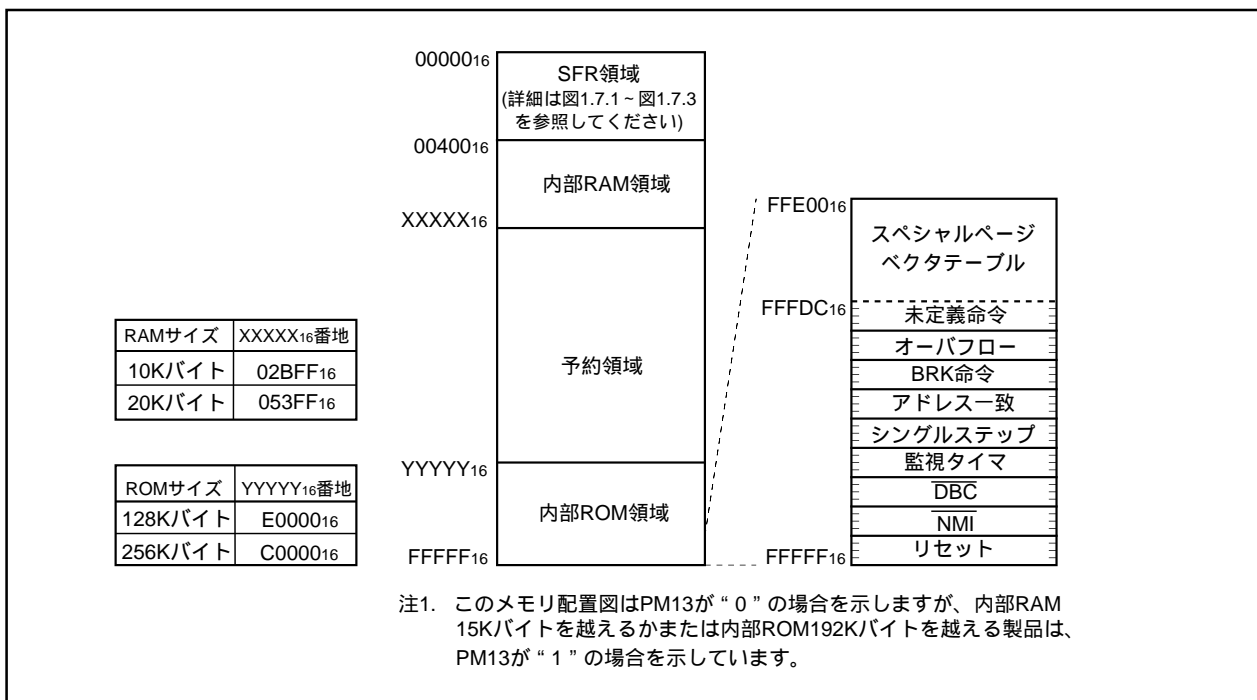 0000016
SFR領域
(詳細は図1.7.1~図1.7.3
を参照してください)
0040016
内部RAM領域
XXXXX16
予約領域
YYYYY16
内部ROM領域
FFFFF16
RAMサイズ XXXXX16番地
10Kバイト 02BFF16
20Kバイト 053FF16
ROMサイズ YYYYY16番地
128Kバイト E000016
256Kバイト C000016
FFE0016
スペシャルページ
ベクタテーブル
FFFDC16
未定義命令
オーバフロー
BRK命令
アドレス一致
シングルステップ
監視タイマ
DBC
NMI
リセット
FFFFF16
注1. このメモリ配置図はPM13が“0”の場合を示しますが、内部RAM
15Kバイトを越えるかまたは内部ROM192Kバイトを越える製品は、
PM13が“1”の場合を示しています。